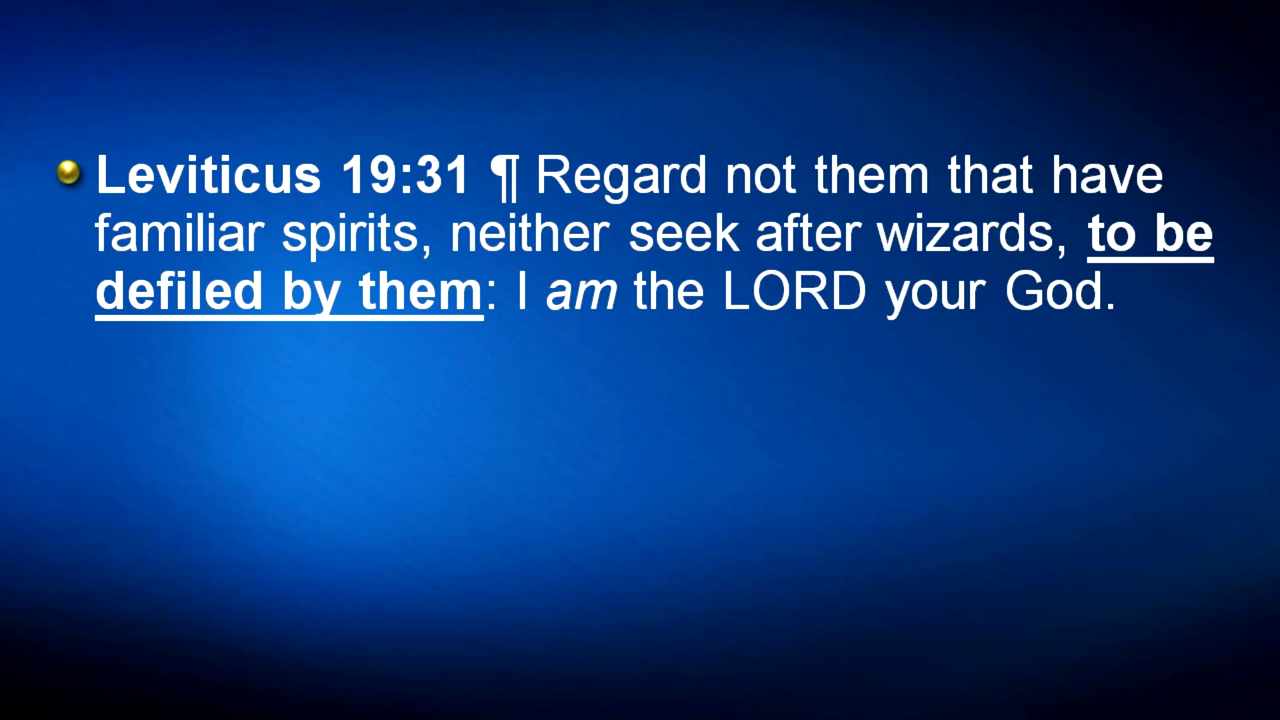 Leviticus 19:31 ¶ Regard not them that have
familiar spirits, neither seek after wizards, to be
defiled by them: I am the LORD your God.